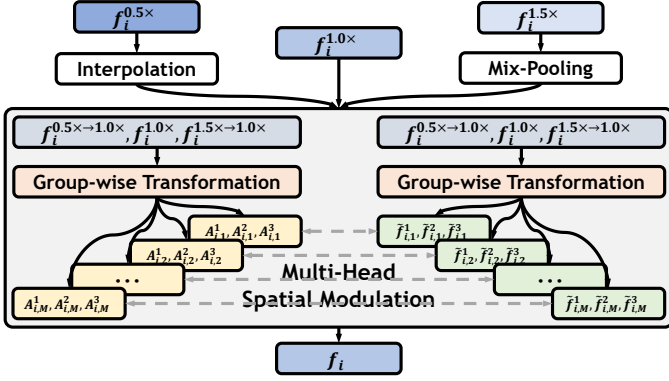 f_i^{0.5×}
f_i^{1.0×}
f_i^{1.5×}
Interpolation
Mix-Pooling
f_i^{0.5×→1.0×}, f_i^{1.0×}, f_i^{1.5×→1.0×}
f_i^{0.5×→1.0×}, f_i^{1.0×}, f_i^{1.5×→1.0×}
Group-wise Transformation
Group-wise Transformation
A_{i,1}^1, A_{i,1}^2, A_{i,1}^3
f̃_{i,1}^1, f̃_{i,1}^2, f̃_{i,1}^3
A_{i,2}^1, A_{i,2}^2, A_{i,2}^3
f̃_{i,2}^1, f̃_{i,2}^2, f̃_{i,2}^3
...
...
Multi-Head
Spatial Modulation
A_{i,M}^1, A_{i,M}^2, A_{i,M}^3
f̃_{i,M}^1, f̃_{i,M}^2, f̃_{i,M}^3
f_i